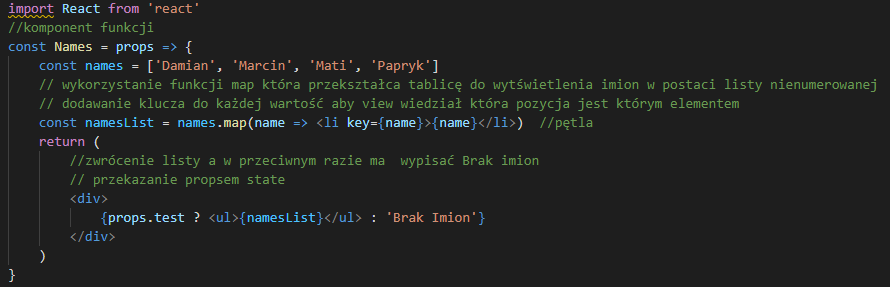 import React from 'react'
//komponent funkcji
const Names = props => {
const names = ['Damian', 'Marcin', 'Mati', 'Papryk']
// wykorzystanie funkcji map która przekształca tablicę do wytświetlenia imion w postaci listy nienumerowanej
// dodawanie klucza do każdej wartość aby view wiedział która pozycja jest którym elementem
const namesList = names.map(name => <li key={name}>{name}</li>)  //pętla
return (
//zwrócenie listy a w przeciwnym razie ma  wypisać Brak imion
// przekazanie propsem state
<div>
{props.test ? <ul>{namesList}</ul> : 'Brak Imion'}
</div>
)
}